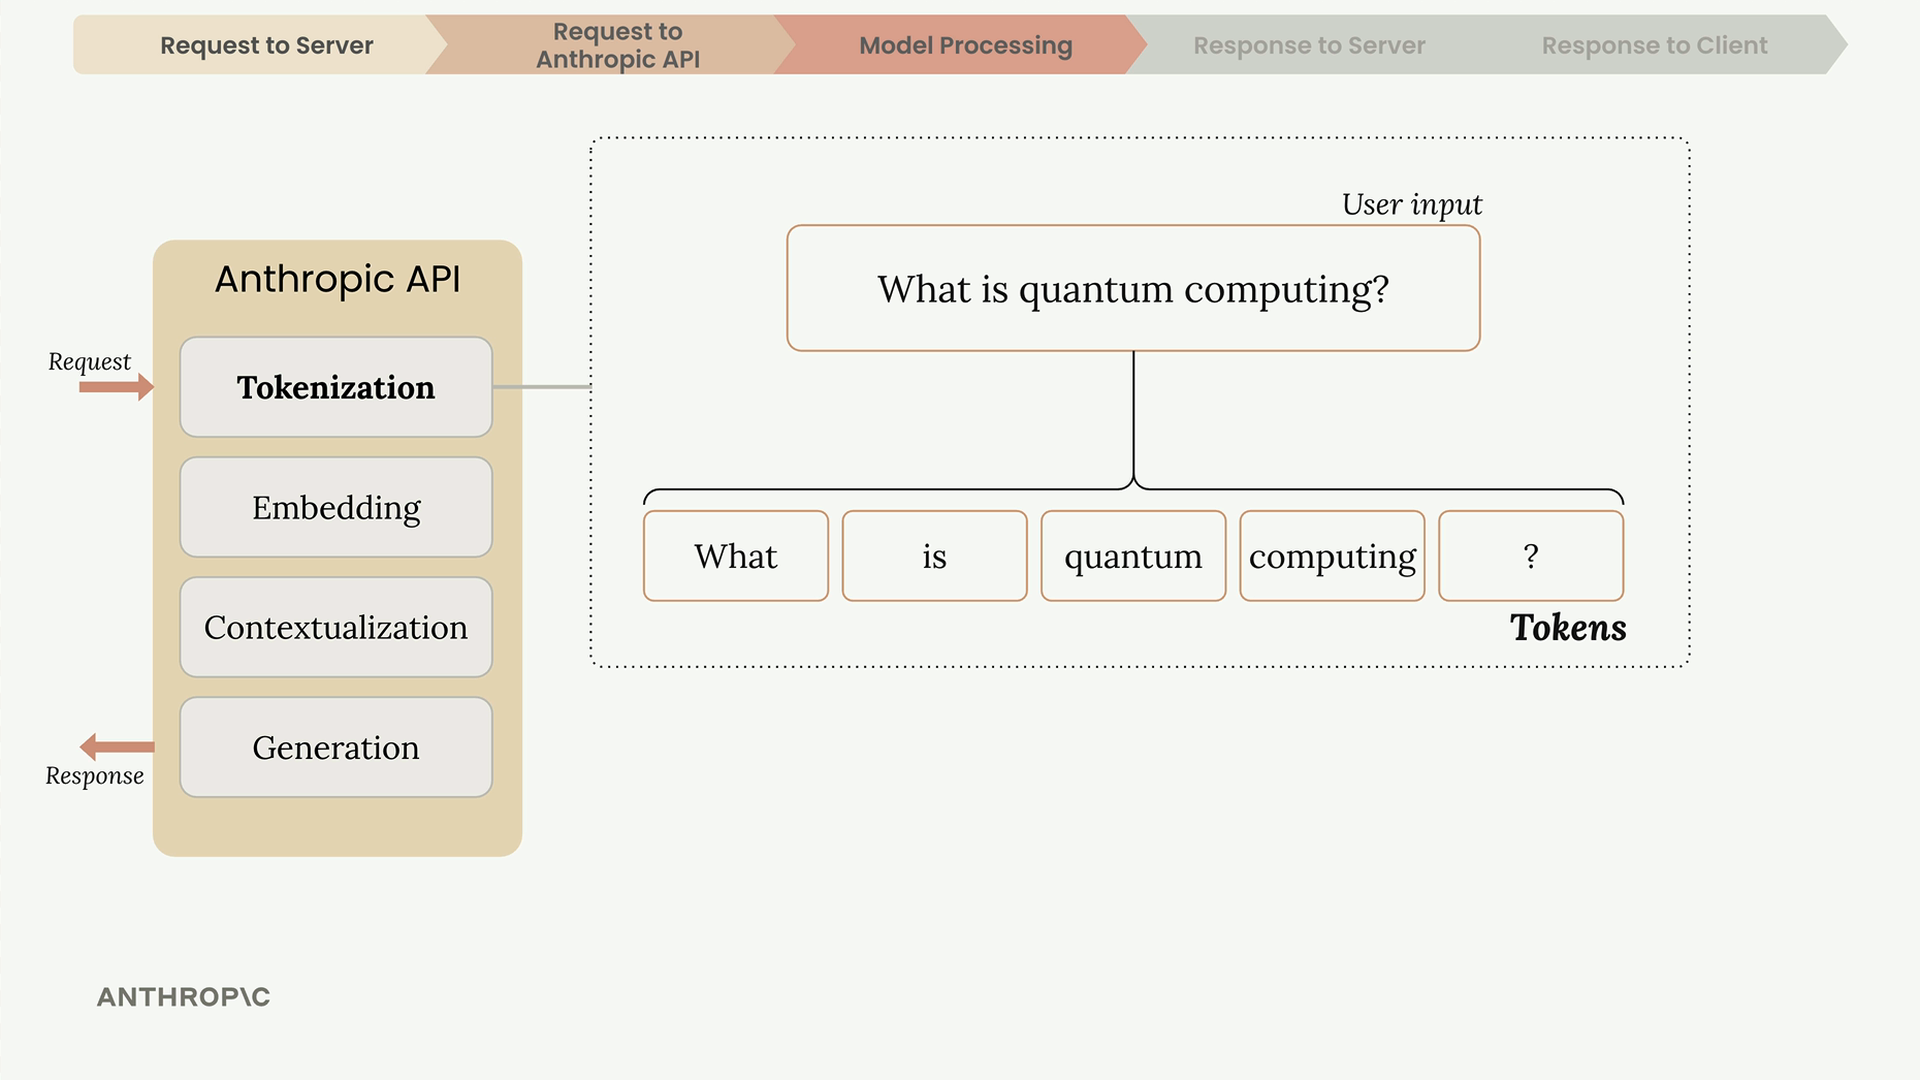 Request to Server
Request to
Anthropic API
Model Processing
Response to Server
Response to Client
Anthropic API
Request
Tokenization
Embedding
Contextualization
Generation
Response
User input
What is quantum computing?
What
is
quantum
computing
?
Tokens
ANTHROP\C